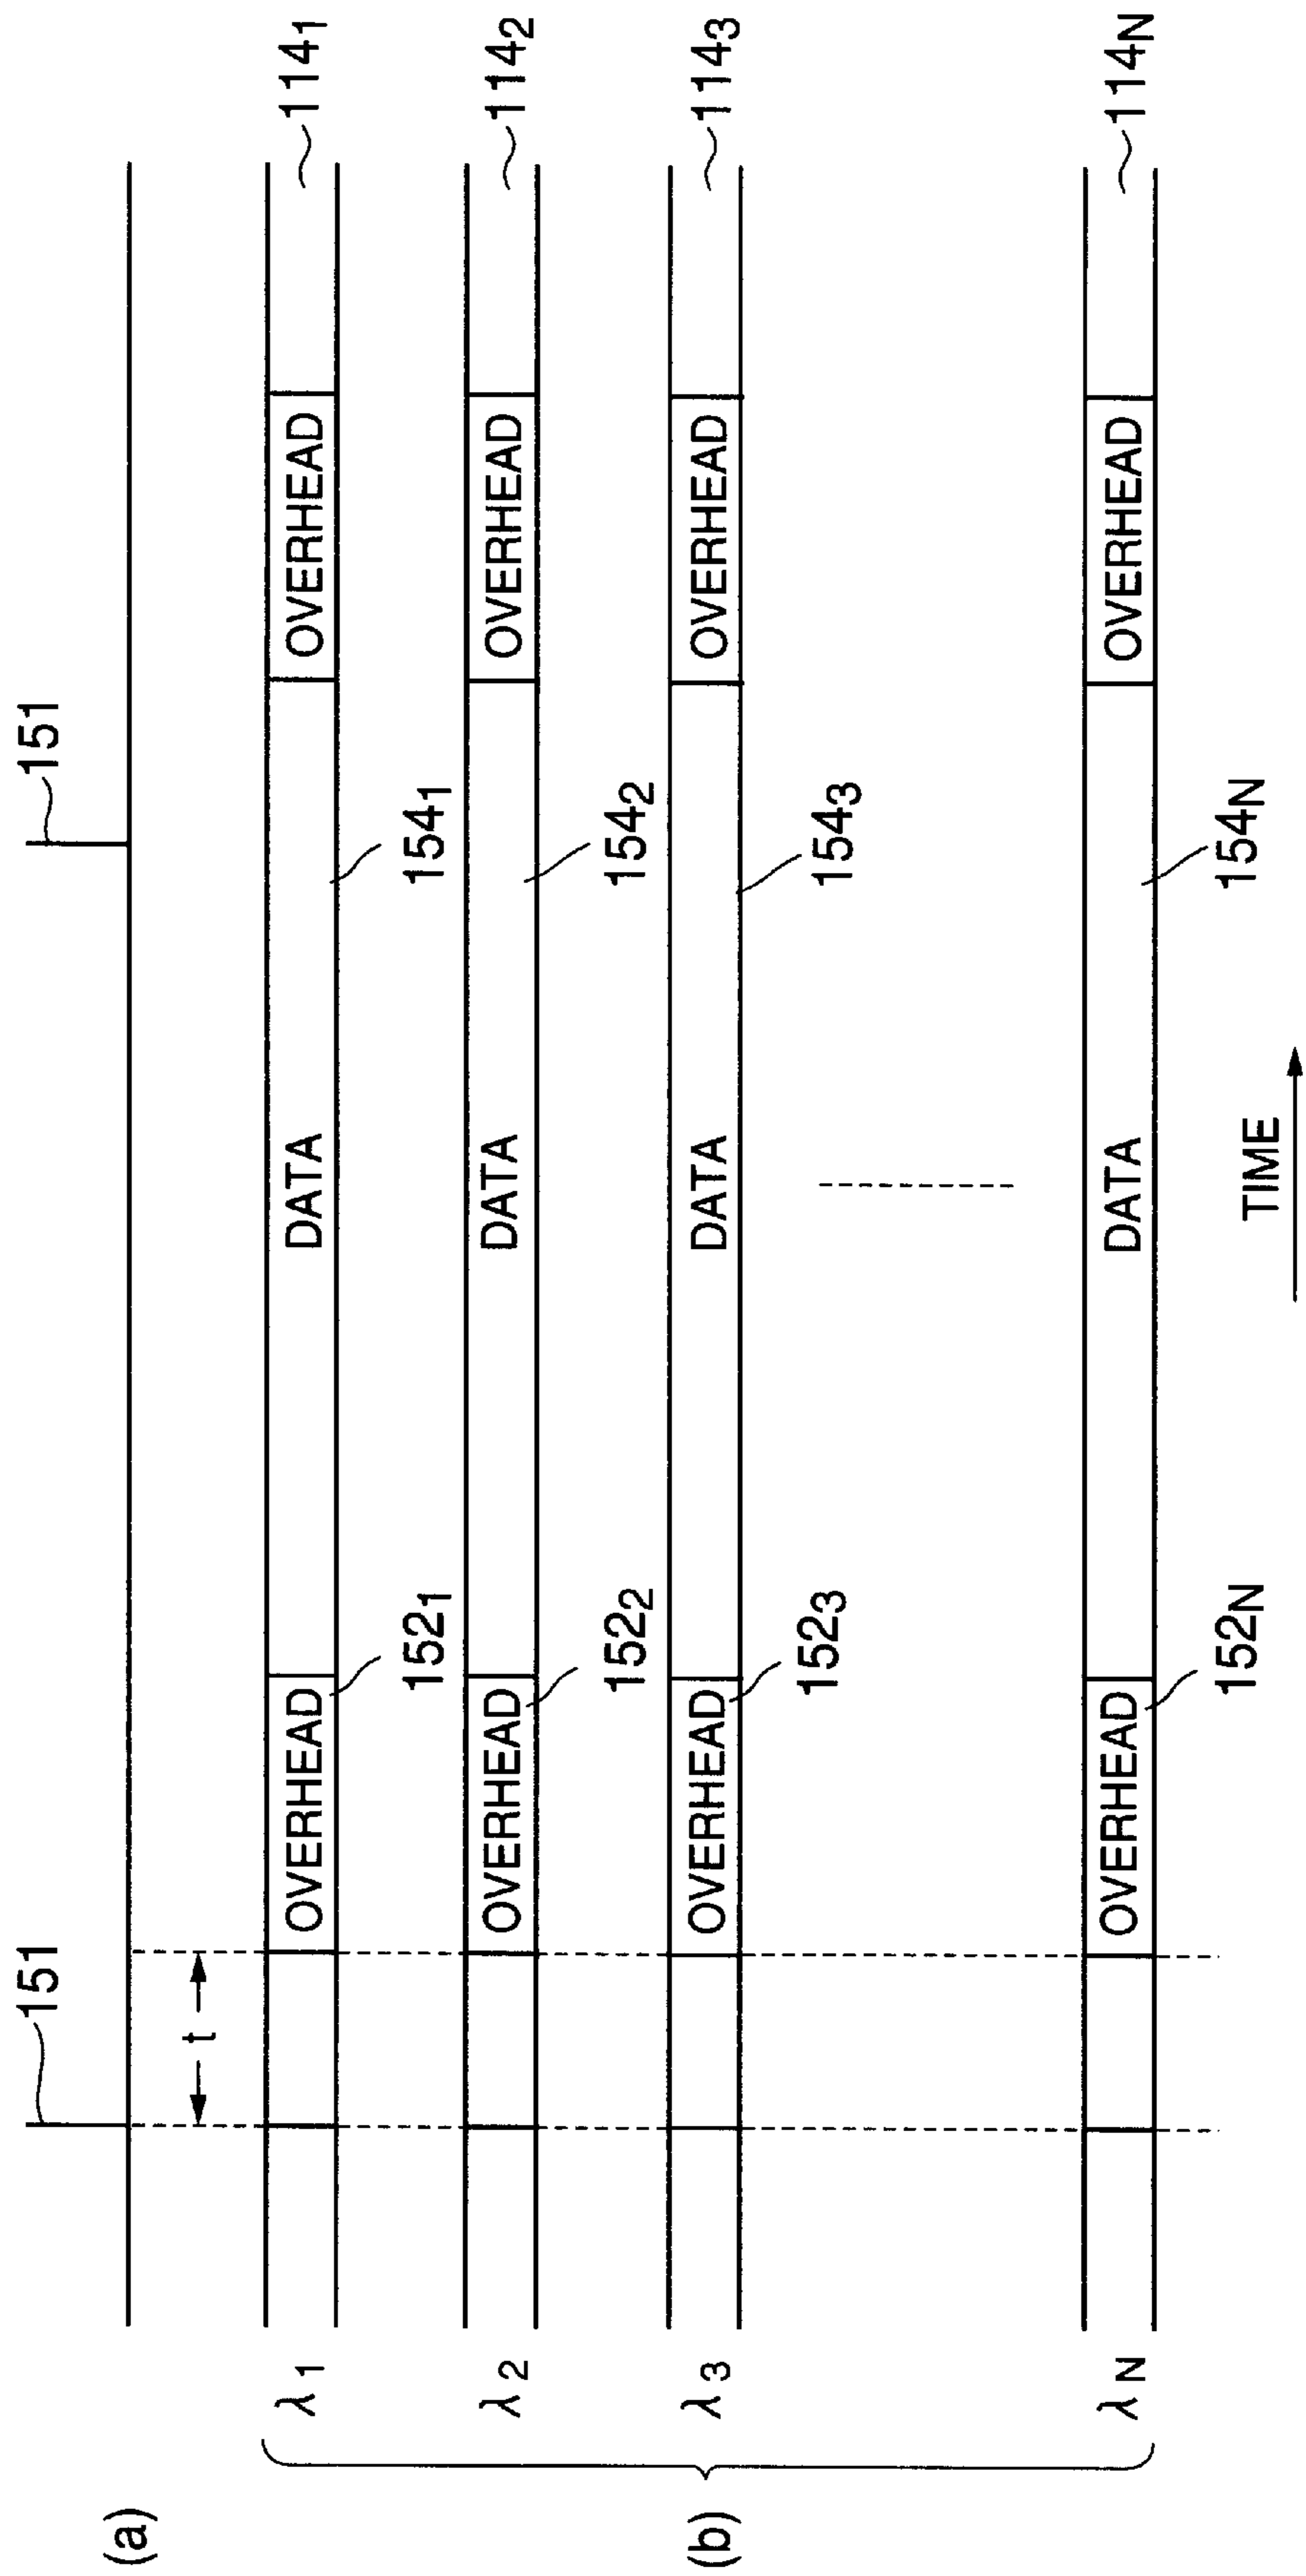 (a)
151
151
t
(b)
λ1
OVERHEAD
DATA
OVERHEAD
1141
1521
1541
λ2
OVERHEAD
DATA
OVERHEAD
1142
1522
1542
λ3
OVERHEAD
DATA
OVERHEAD
1143
1523
1543
λN
OVERHEAD
DATA
OVERHEAD
114N
152N
154N
TIME